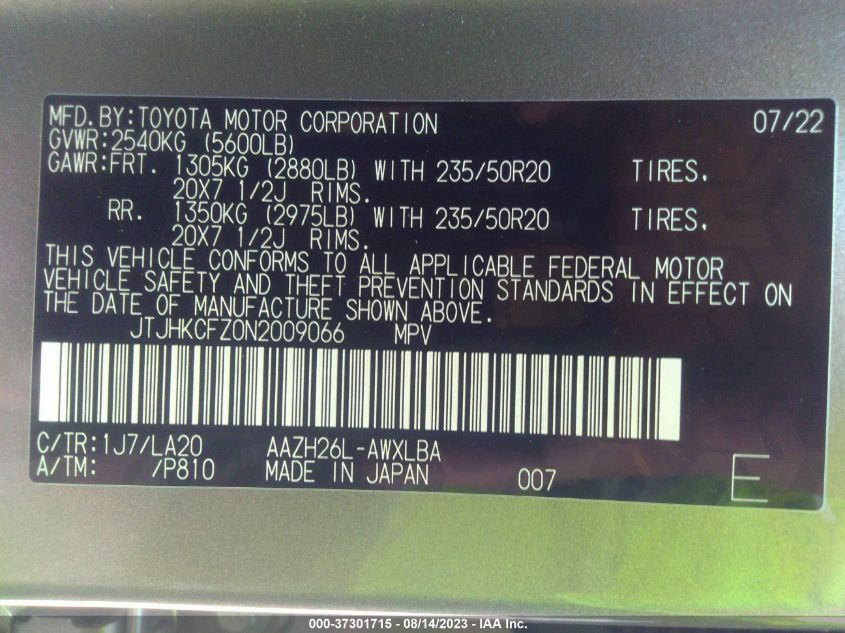 MFD.BY:TOYOTA MOTOR CORPORATION 07/22
GVWR:2540KG (5600LB)
GAWR:FRT. 1305KG (2880LB) WITH 235/50R20 TIRES.
20X7 1/2J RIMS.
RR. 1350KG (2975LB) WITH 235/50R20 TIRES.
20X7 1/2J RIMS.
THIS VEHICLE CONFORMS TO ALL APPLICABLE FEDERAL MOTOR
VEHICLE SAFETY AND THEFT PREVENTION STANDARDS IN EFFECT ON
THE DATE OF MANUFACTURE SHOWN ABOVE.
JTJHKCFZ0N2009066 MPV
C/TR:1J7/LA20 AAZH26L-AWXLBA
A/TM: /P810 MADE IN JAPAN 007 E
000-37301715 - 08/14/2023 - IAA Inc.